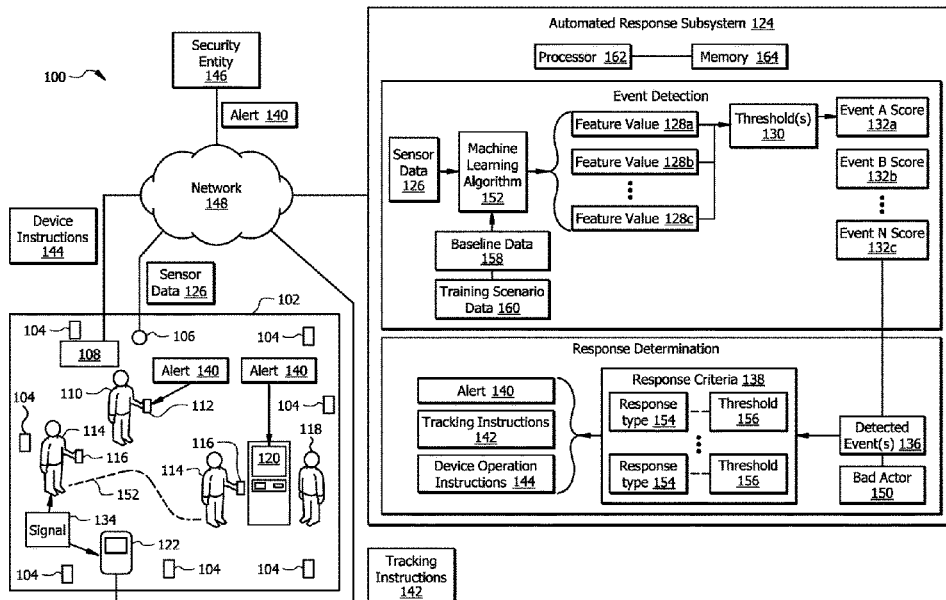 100
Security
Entity
146
Alert 140
Network
148
Device
Instructions
144
Sensor
Data 126
102
104
106
104
108
110
Alert 140
Alert 140
112
104
104
114
116
116
114
118
120
152
134
Signal
122
104
104
104
Tracking
Instructions
142
Automated Response Subsystem 124
Processor
162
Memory
164
Event Detection
Sensor
Data
126
Machine
Learning
Algorithm
152
Feature Value 128a
Feature Value 128b
Feature Value 128c
Threshold(s)
130
Event A Score
132a
Event B Score
132b
Event N Score
132c
Baseline Data
158
Training Scenario
Data 160
Response Determination
Alert 140
Tracking Instructions
142
Device Operation
Instructions 144
Response Criteria 138
Response
type 154
Threshold
156
Response
type 154
Threshold
156
Detected
Event(s) 136
Bad Actor
150